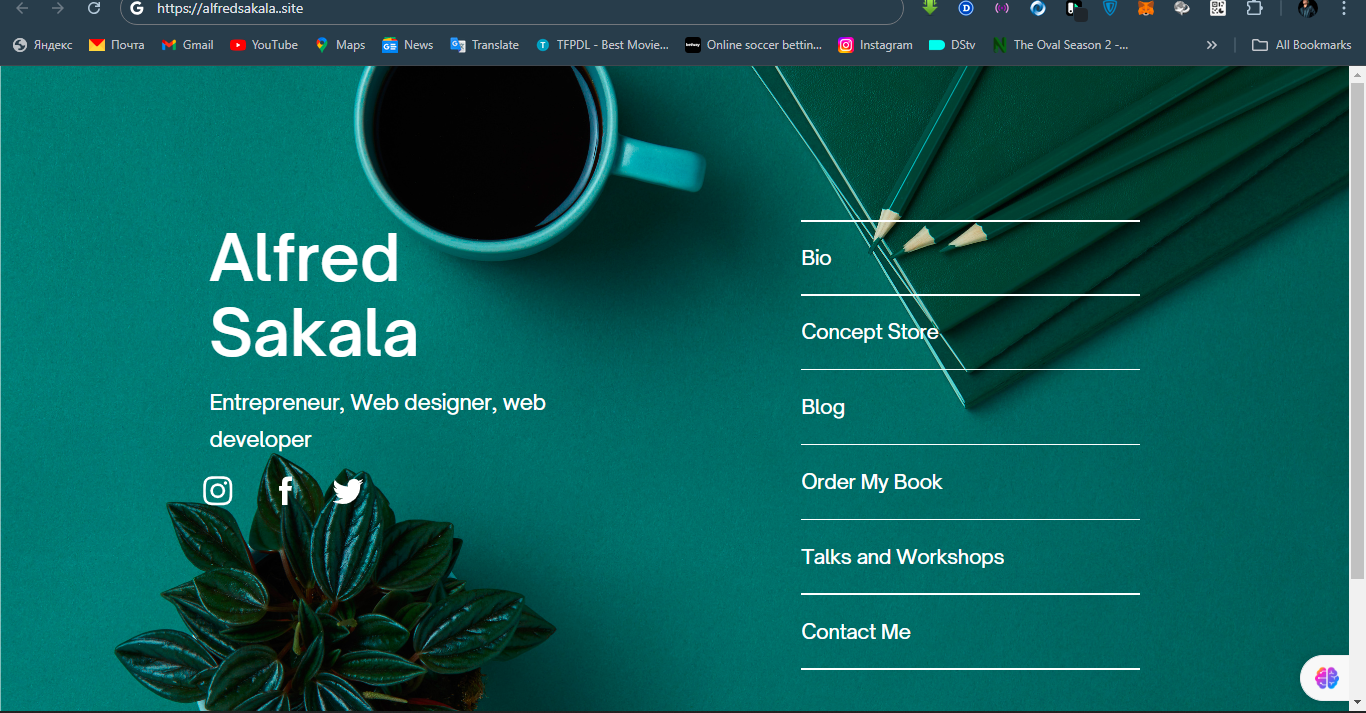 https://alfredsakala..site
Яндекс Почта Gmail YouTube Maps News Translate TFPDL - Best Movie... Online soccer bettin... Instagram DStv The Oval Season 2 -... » All Bookmarks
Alfred
Sakala
Entrepreneur, Web designer, web
developer
Bio
Concept Store
Blog
Order My Book
Talks and Workshops
Contact Me